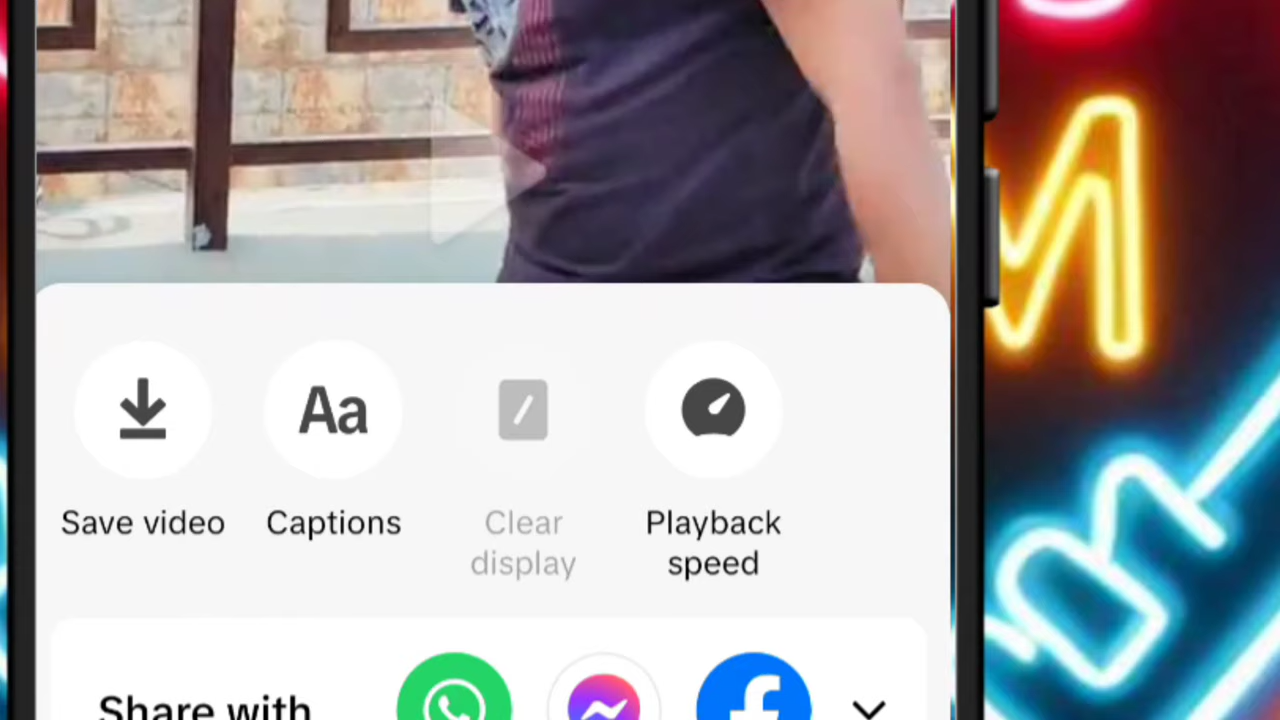 M
Aa
Save video
Captions
Clear
display
Playback
speed
Share with